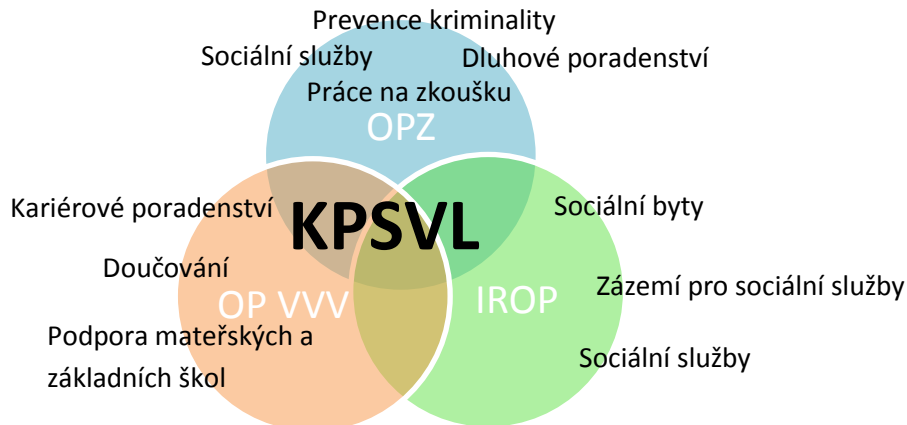 Prevence kriminality
Sociální služby
Dluhové poradenství
Práce na zkoušku
OPZ
Kariérové poradenství
KPSVL
Sociální byty
Doučování
OP VVV
IROP
Zázemí pro sociální služby
Podpora mateřských a
základních škol
Sociální služby